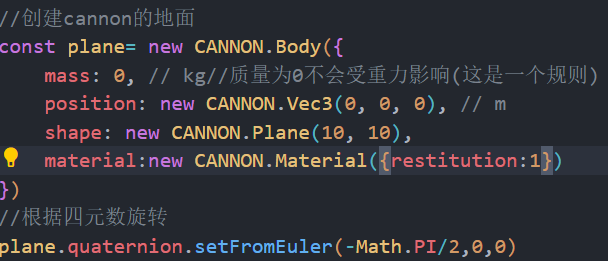 //创建cannon的地面
const plane= new CANNON.Body({
    mass: 0, // kg//质量为0不会受重力影响(这是一个规则)
    position: new CANNON.Vec3(0, 0, 0), // m
    shape: new CANNON.Plane(10, 10),
    material:new CANNON.Material({restitution:1})
})
//根据四元数旋转
plane.quaternion.setFromEuler(-Math.PI/2,0,0)